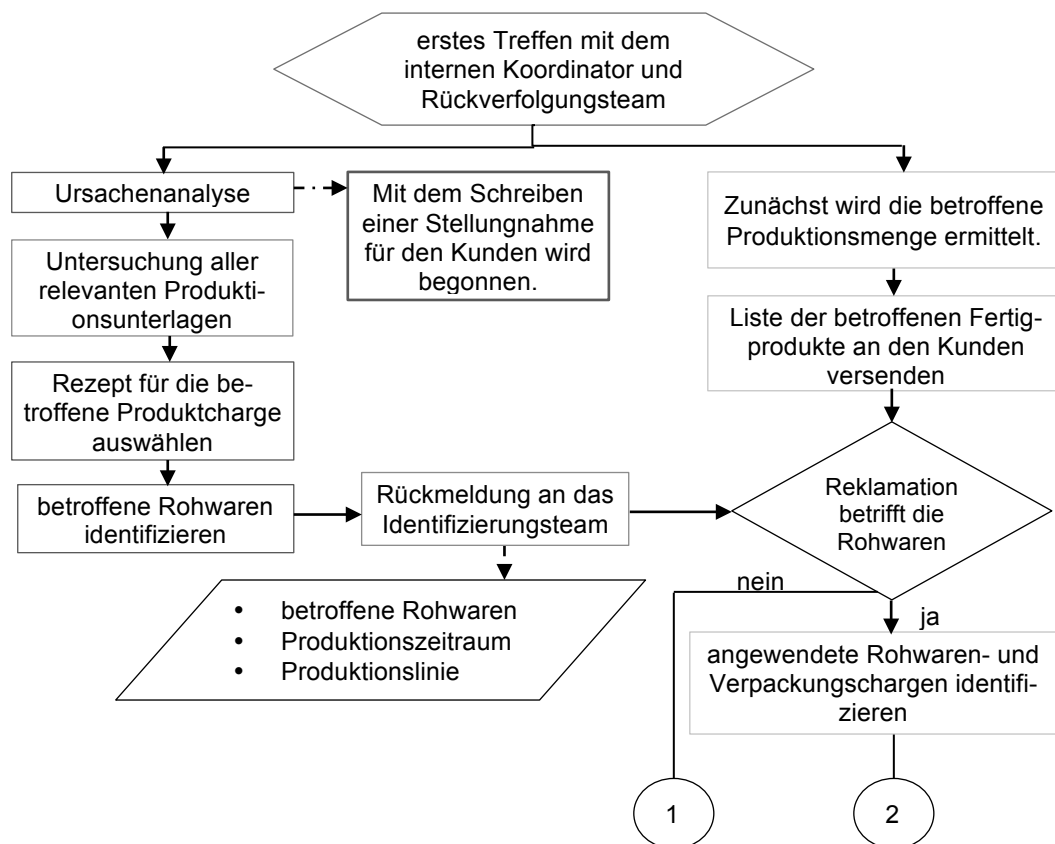 erstes Treffen mit dem
internen Koordinator und
Rückverfolgungsteam
Ursachenanalyse
Mit dem Schreiben
einer Stellungnahme
für den Kunden wird
begonnen.
Zunächst wird die betroffene
Produktionsmenge ermittelt.
Untersuchung aller
relevanten Produkti-
onsunterlagen
Liste der betroffenen Fertig-
produkte an den Kunden
versenden
Rezept für die be-
troffene Produktcharge
auswählen
betroffene Rohwaren
identifizieren
Rückmeldung an das
Identifizierungsteam
Reklamation
betrifft die
Rohwaren
• betroffene Rohwaren
• Produktionszeitraum
• Produktionslinie
nein
ja
angewendete Rohwaren- und
Verpackungschargen identifi-
zieren
1
2